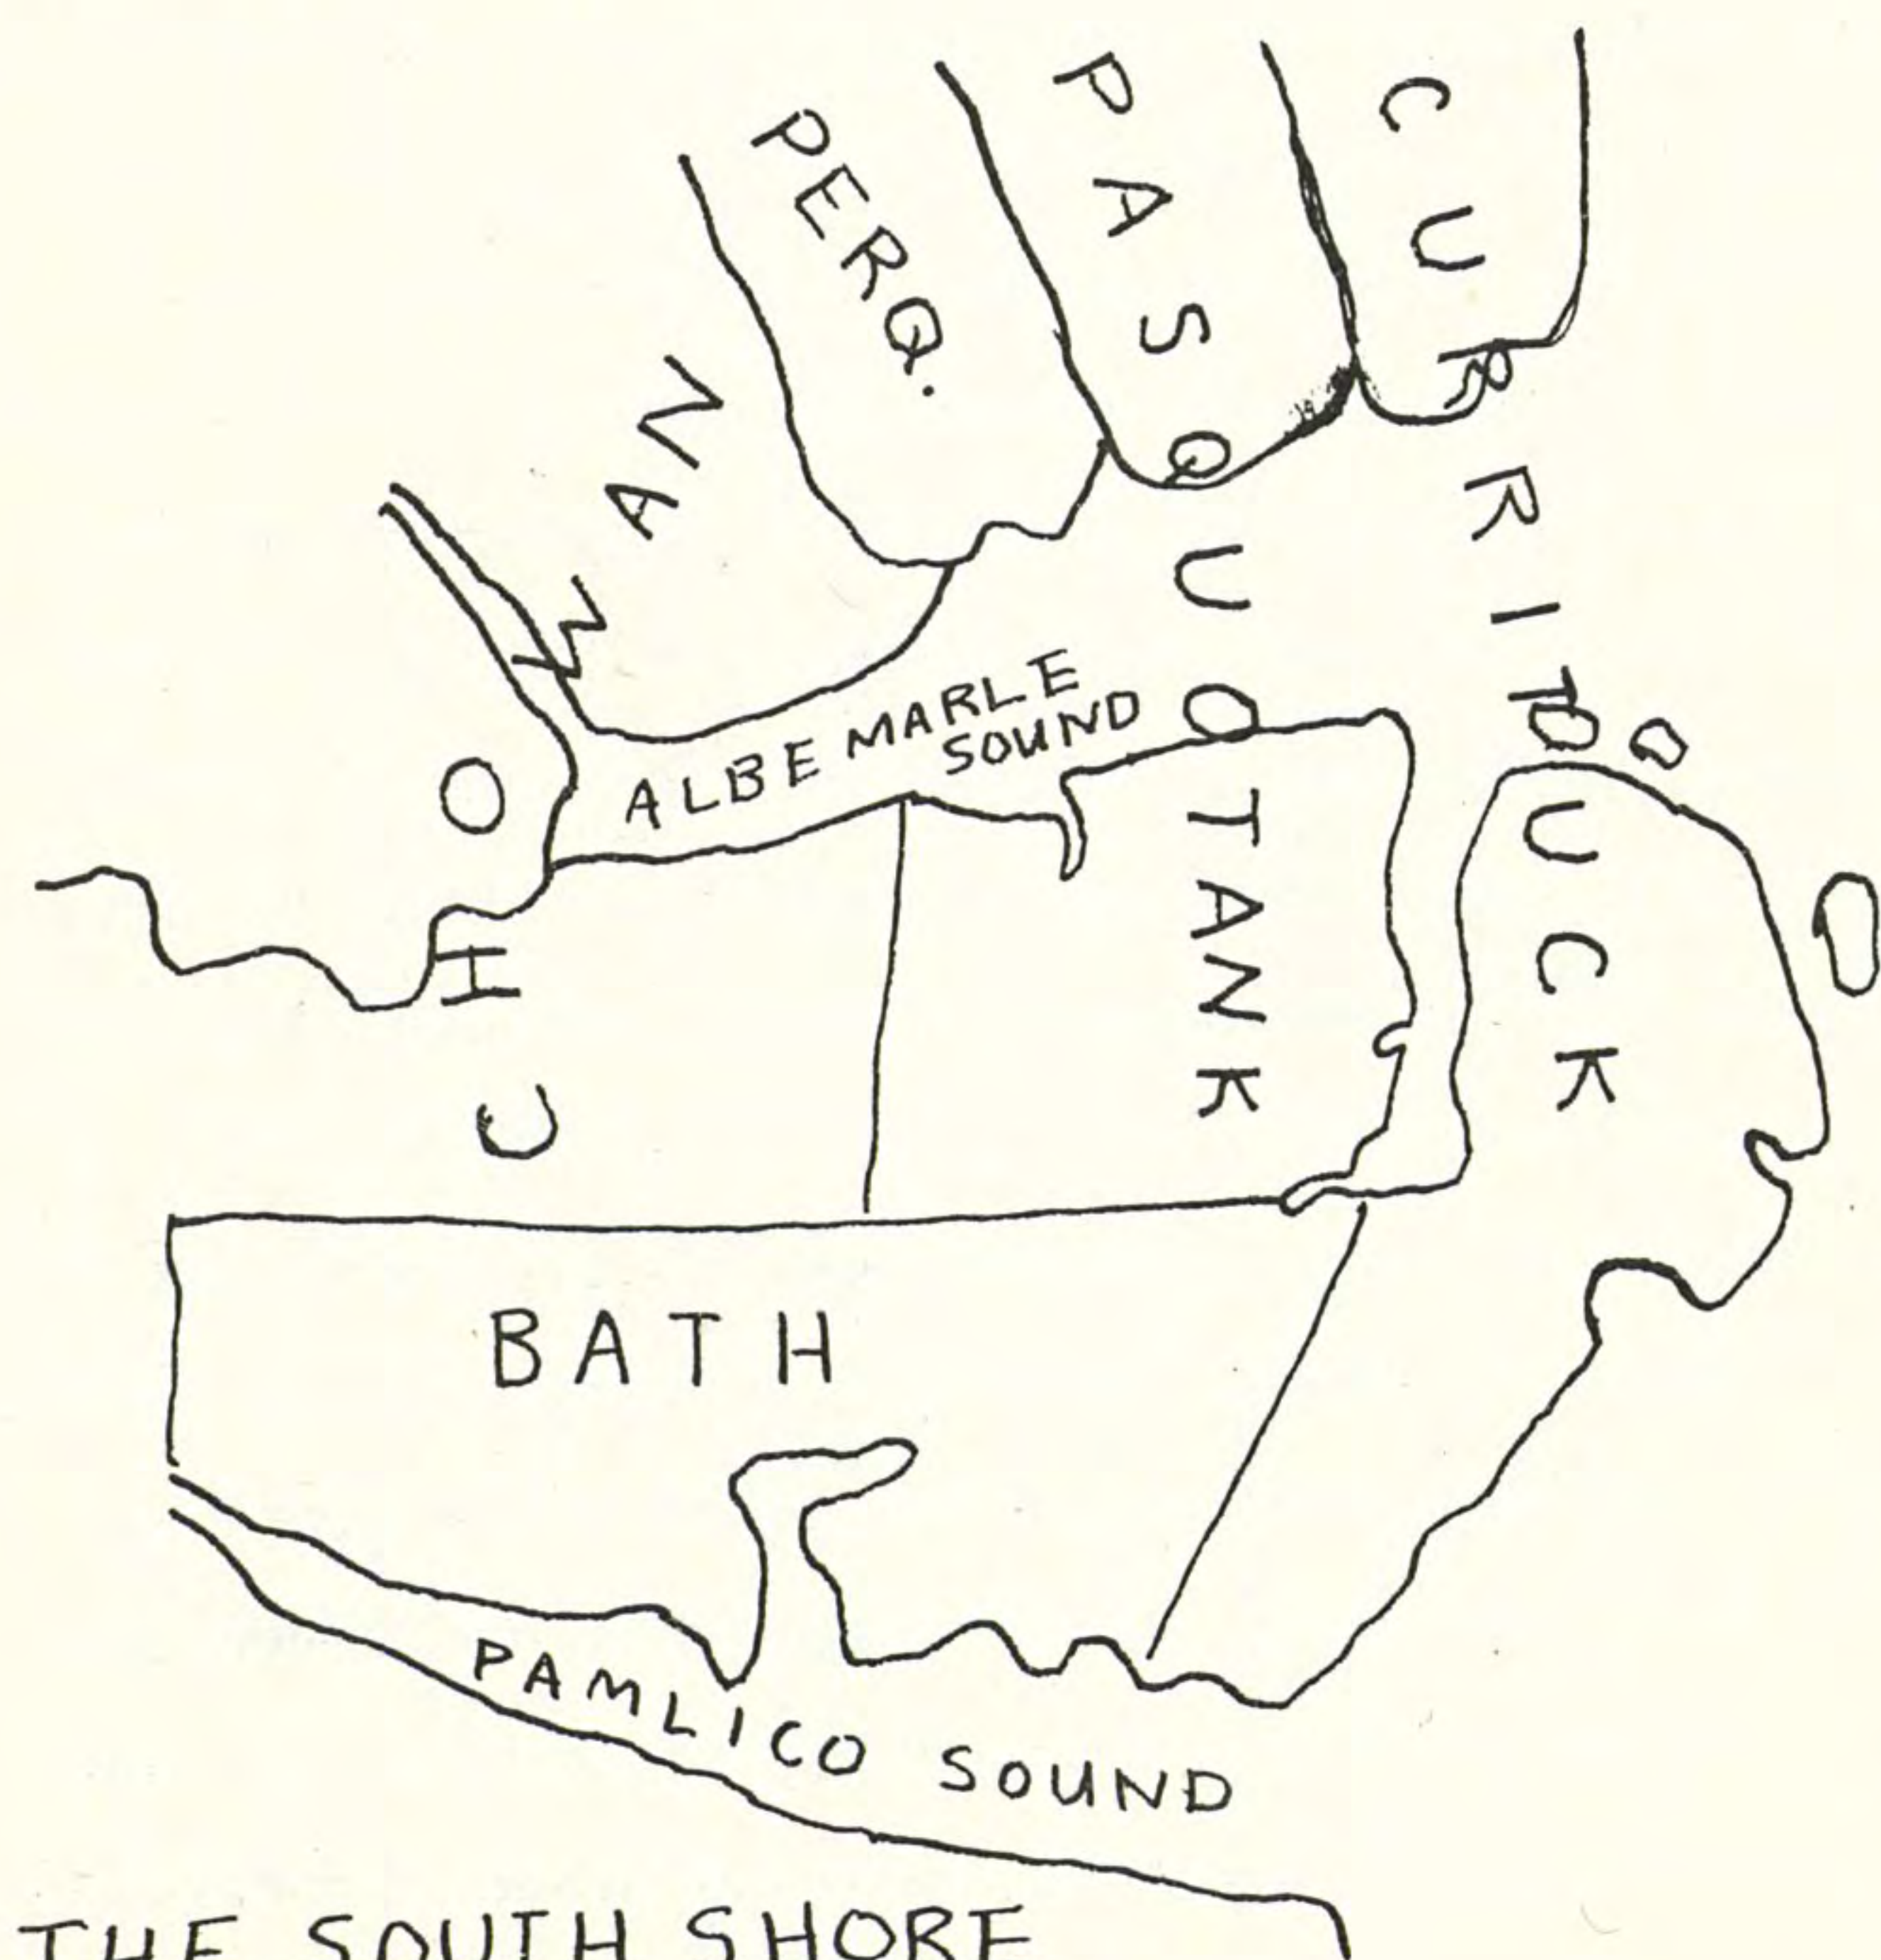 PERQ.
PASQUOTANK
CURRITUCK
CHOWAN
ALBEMARLE
SOUND
BATH
PAMLICO SOUND
THE SOUTH SHORE